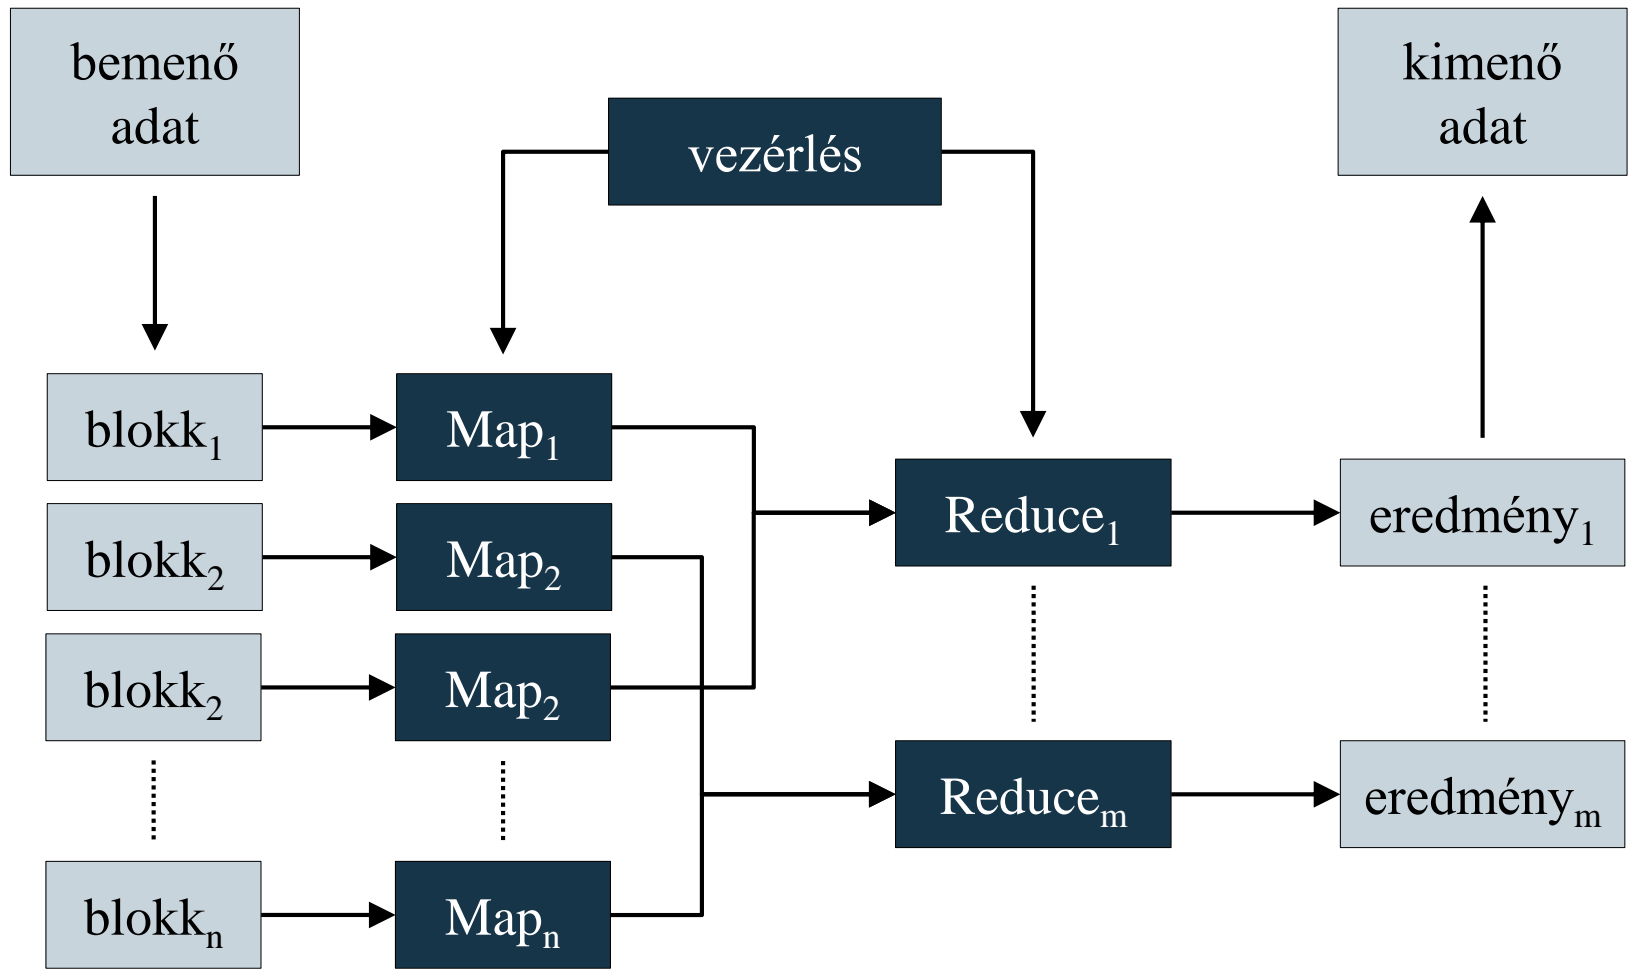 bemenő
adat
vezérlés
kimenő
adat
blokk₁
Map₁
blokk₂
Map₂
blokk₂
Map₂
blokkₙ
Mapₙ
Reduce₁
eredmény₁
Reduceₘ
eredményₘ